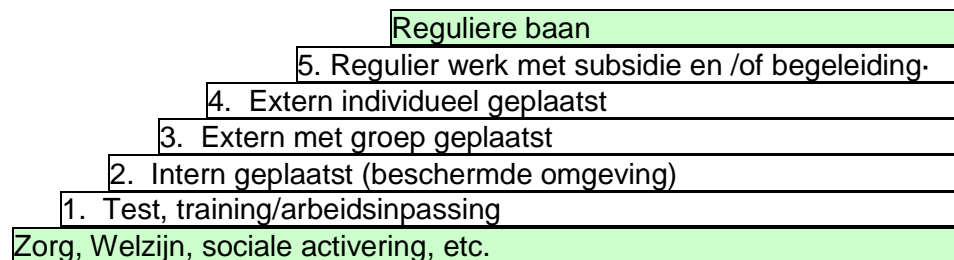 Reguliere baan
5. Regulier werk met subsidie en /of begeleiding·
4. Extern individueel geplaatst
3. Extern met groep geplaatst
2. Intern geplaatst (beschermde omgeving)
1. Test, training/arbeidsinpassing
Zorg, Welzijn, sociale activering, etc.